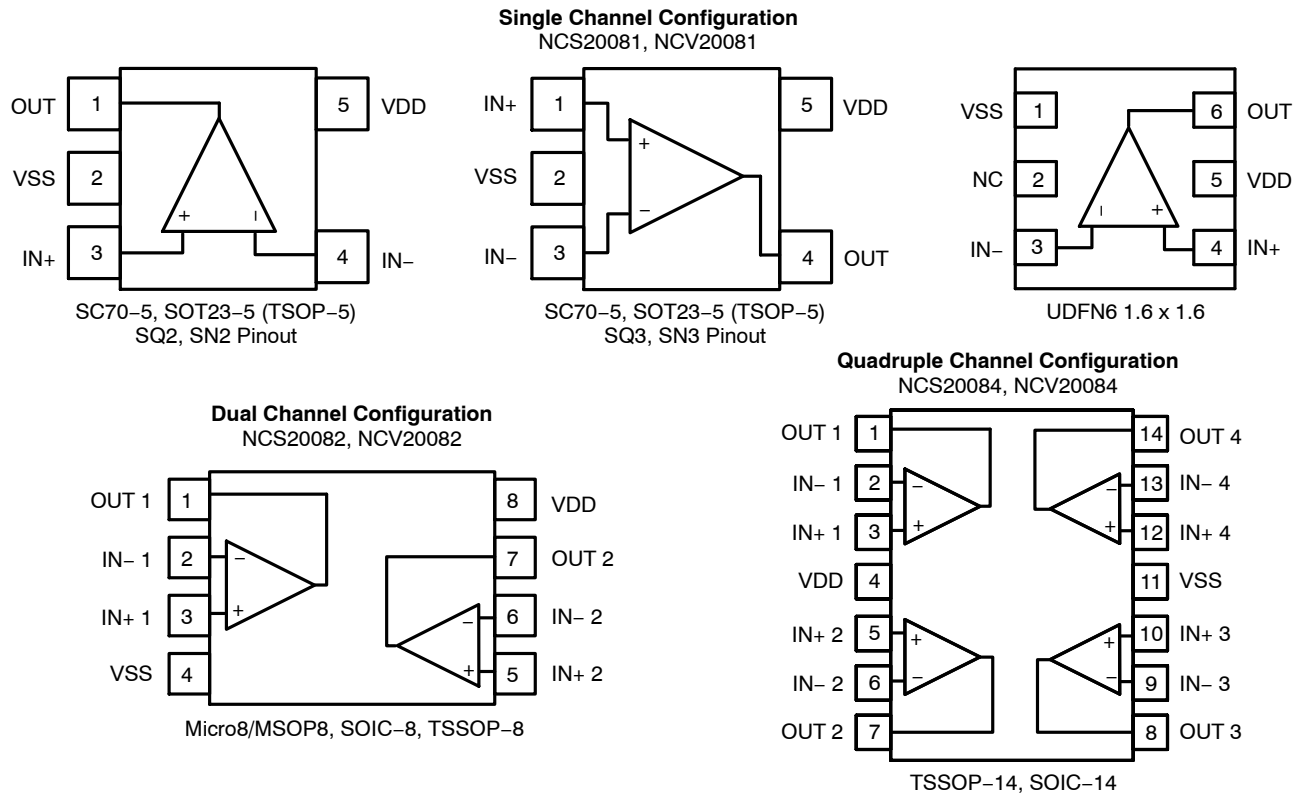 Single Channel Configuration
NCS20081, NCV20081
OUT 1 5 VDD
VSS 2
+ −
IN+ 3 4 IN−
SC70−5, SOT23−5 (TSOP−5)
SQ2, SN2 Pinout
IN+ 1 5 VDD
+
VSS 2
−
IN− 3 4 OUT
SC70−5, SOT23−5 (TSOP−5)
SQ3, SN3 Pinout
VSS 1 6 OUT
NC 2 5 VDD
− +
IN− 3 4 IN+
UDFN6 1.6 x 1.6
Dual Channel Configuration
NCS20082, NCV20082
OUT 1 1 8 VDD
IN− 1 2 − 7 OUT 2
IN+ 1 3 + − 6 IN− 2
VSS 4 + 5 IN+ 2
Micro8/MSOP8, SOIC−8, TSSOP−8
Quadruple Channel Configuration
NCS20084, NCV20084
OUT 1 1 14 OUT 4
IN− 1 2 − − 13 IN− 4
IN+ 1 3 + + 12 IN+ 4
VDD 4 11 VSS
IN+ 2 5 + + 10 IN+ 3
IN− 2 6 − − 9 IN− 3
OUT 2 7 8 OUT 3
TSSOP−14, SOIC−14